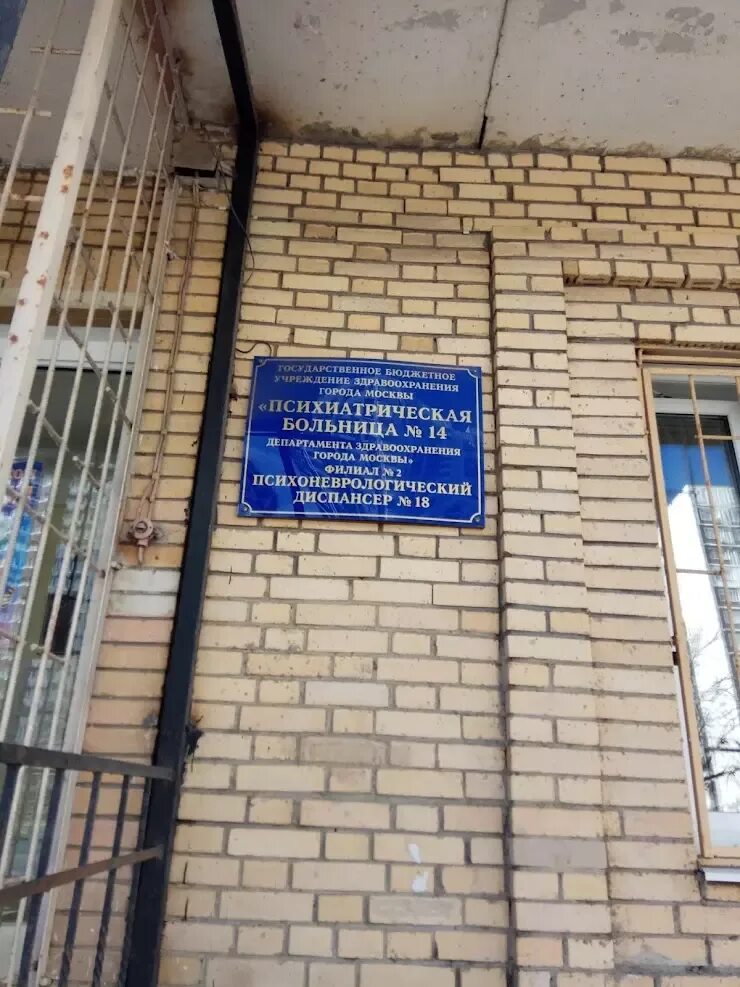 ГОСУДАРСТВЕННОЕ БЮДЖЕТНОЕ
УЧРЕЖДЕНИЕ ЗДРАВООХРАНЕНИЯ
ГОРОДА МОСКВЫ
«ПСИХИАТРИЧЕСКАЯ
БОЛЬНИЦА № 14
ДЕПАРТАМЕНТА ЗДРАВООХРАНЕНИЯ
ГОРОДА МОСКВЫ»
ФИЛИАЛ № 2
ПСИХОНЕВРОЛОГИЧЕСКИЙ
ДИСПАНСЕР № 18